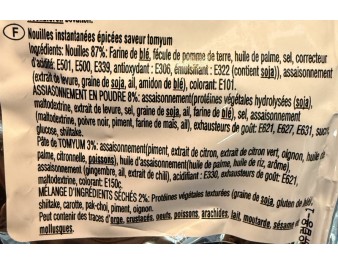 F Nouilles instantanées épicées saveur tomyum
Ingrédients: Nouilles 87%: Farine de blé, fécule de pomme de terre, huile de palme, sel, correcteur
d'acidité: E501, E500, E339, antioxydant : E306, émulsifiant : E322 (contient soja)), assaisonnement
(extrait de levure, graine de soja, ail, amidon de blé), colorant: E101.
ASSIASONNEMENT EN POUDRE 8%: assaisonnement(protéines végétales hydrolysées (soja),
maltodextrine, extrait de levure, sel, graine de soja, ail, farine de blé), sel, assaisonnement
(maltodextrine, poivre noir, piment, farine de maïs, ail), exhausteurs de goût: E621, E627, E631, sucre,
glucose, shiitake.
Pâte de TOMYUM 3%: assaisonnement(piment, extrait de citron, extrait de citron vert, oignon, huile de
palme, citronelle, poissons), huile d'assaisonnement(huile de palme, huile de riz, arôme),
assaisonnement (gingembre, ail, extrait de chili), acidifiant : E330, exhausteurs de goût: E621,
maltodextrine, colorant: E150c.
MÉLANGE D'INGRÉDIENTS SÉCHÉS 2%: Protéines végétales texturées (graine de soja, gluten de blé),
shiitake, carotte, pak-choi, piment, oignon.
Peut contenir des traces d'orge, crustacés, oeufs, poissons, arachides, lait, moutarde, sésame
mollusques.